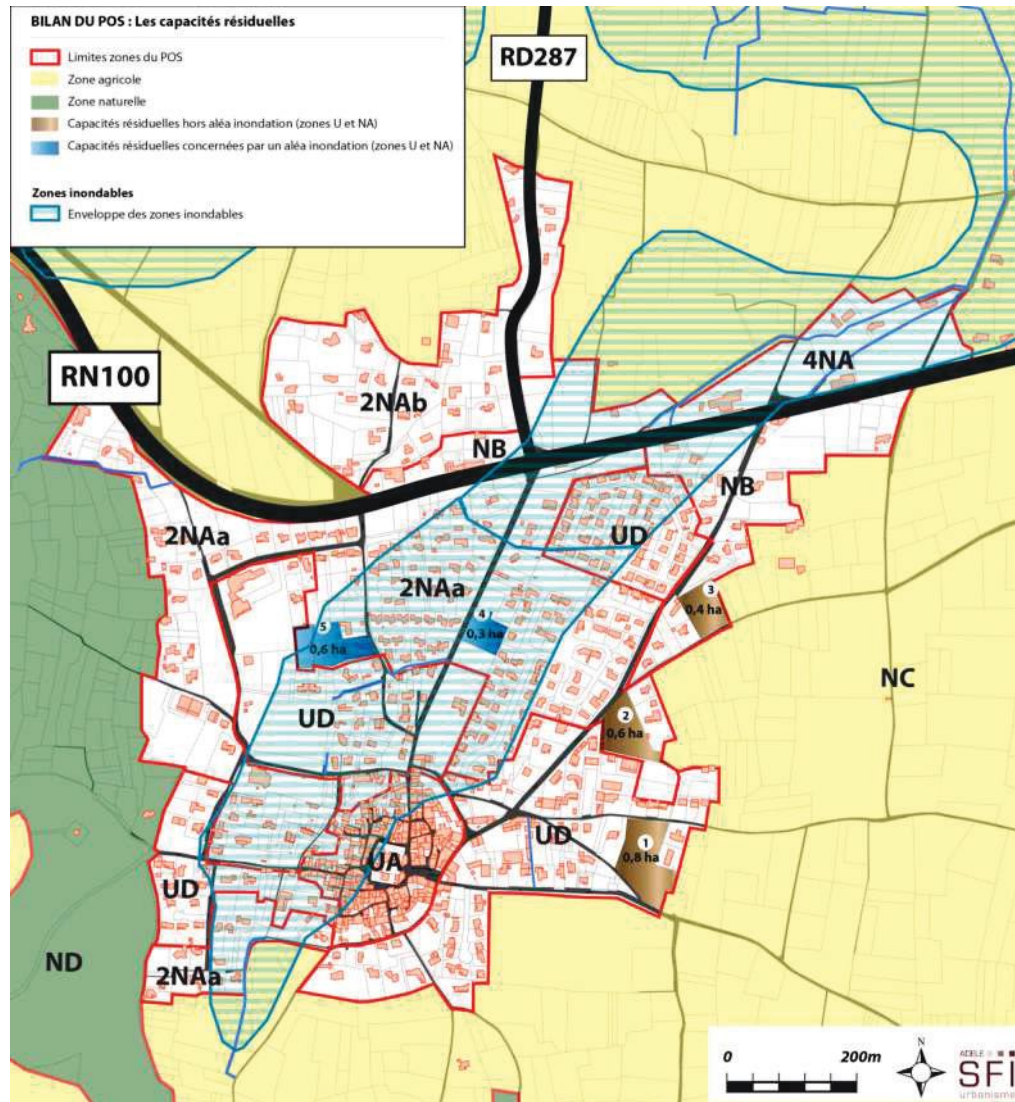 BILAN DU POS : Les capacités résiduelles
Limites zones du POS
Zone agricole
Zone naturelle
Capacités résiduelles hors aléa inondation (zones U et NA)
Capacités résiduelles concernées par un aléa inondation (zones U et NA)
Zones inondables
Enveloppe des zones inondables
RD287
RN100
4NA
2NAb
NB
NB
2NAa
UD
2NAa
3
0,4 ha
4
0,3 ha
5
0,6 ha
NC
UD
2
0,6 ha
UD
1
0,8 ha
UA
UD
ND
2NAa
0
200m
N
ADELE
SFI
urbanisme